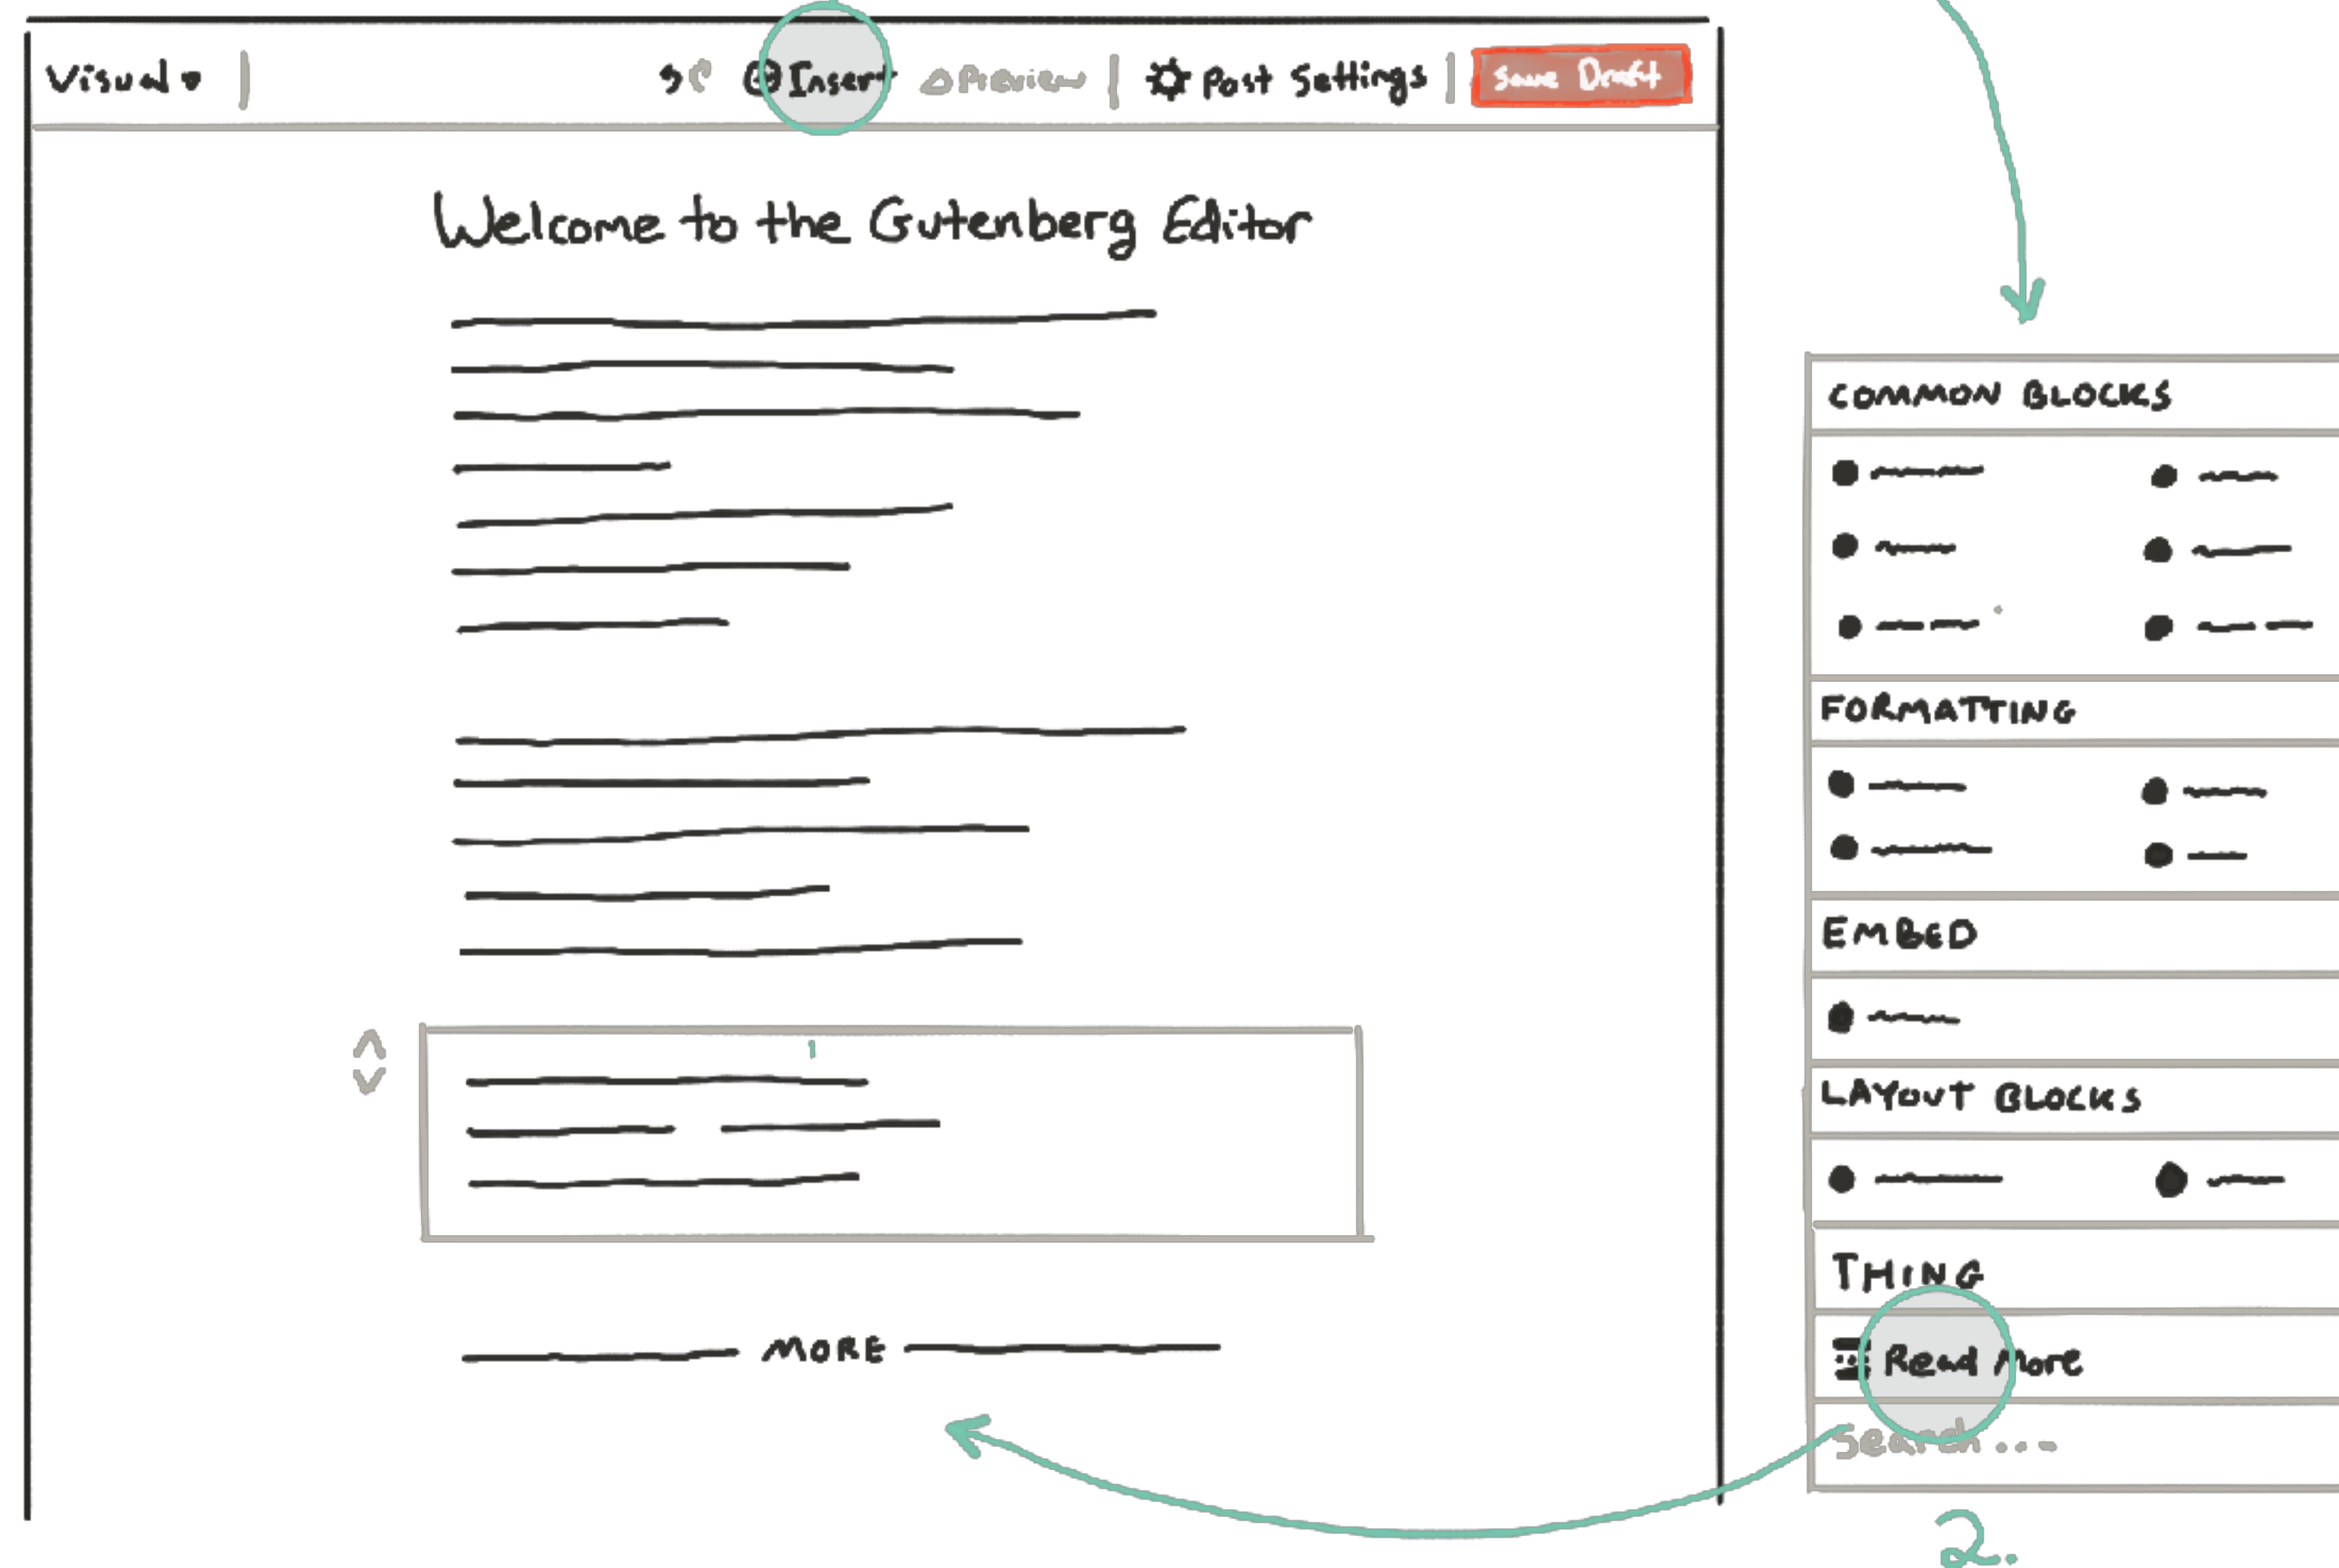 Visual
Insert Preview Post Settings Save Draft
Welcome to the Gutenberg Editor
MORE
COMMON BLOCKS
FORMATTING
EMBED
LAYOUT BLOCKS
THING
Read More
Search...
2.